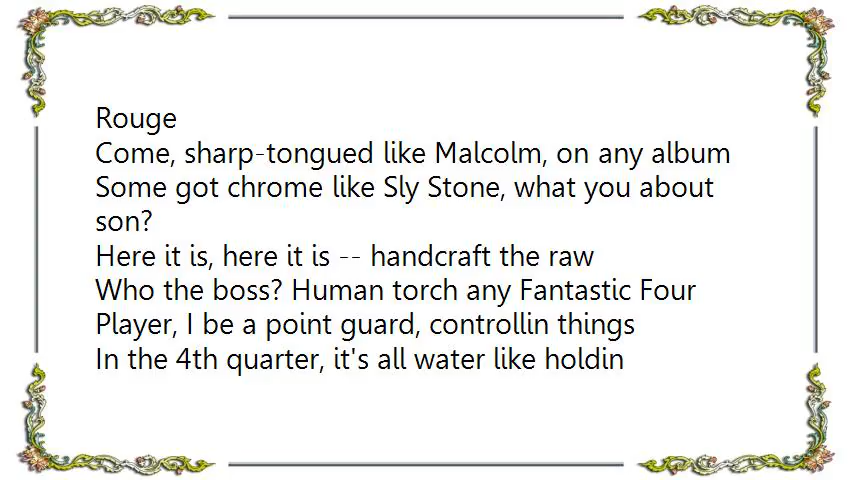 Rouge
Come, sharp-tongued like Malcolm, on any album
Some got chrome like Sly Stone, what you about
son?
Here it is, here it is -- handcraft the raw
Who the boss? Human torch any Fantastic Four
Player, I be a point guard, controllin things
In the 4th quarter, it's all water like holdin